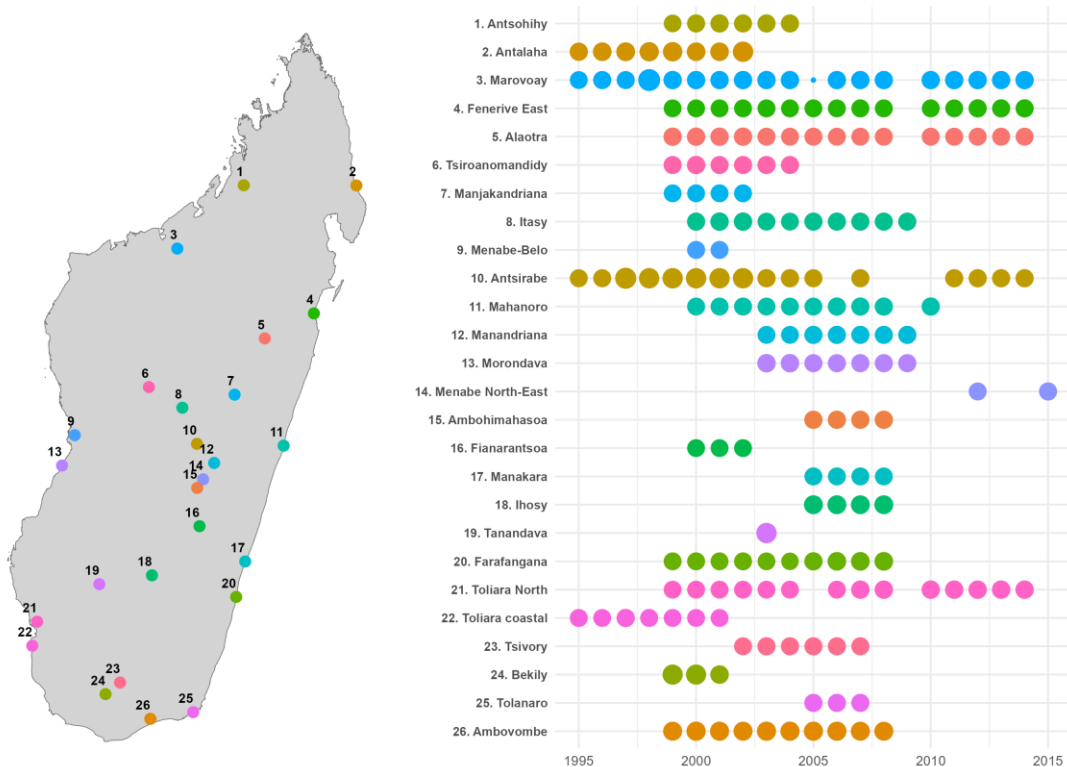 1
2
3
4
5
6
7
8
9
10
11
12
13
14
15
16
17
18
19
20
21
22
23
24
25
26
1. Antsohihy
2. Antalaha
3. Marovoay
4. Fenerive East
5. Alaotra
6. Tsiroanomandidy
7. Manjakandriana
8. Itasy
9. Menabe-Belo
10. Antsirabe
11. Mahanoro
12. Manandriana
13. Morondava
14. Menabe North-East
15. Ambohimahasoa
16. Fianarantsoa
17. Manakara
18. Ihosy
19. Tanandava
20. Farafangana
21. Toliara North
22. Toliara coastal
23. Tsivory
24. Bekily
25. Tolanaro
26. Ambovombe
1995 2000 2005 2010 2015